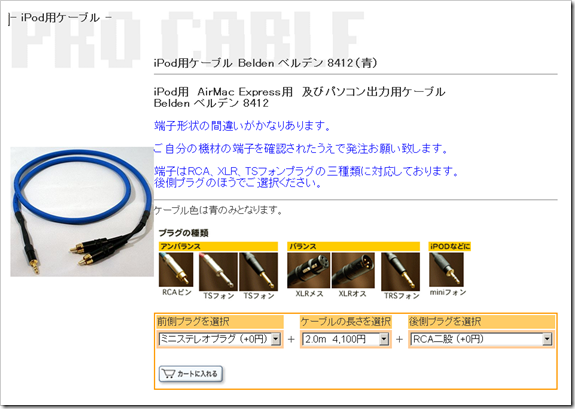 PRO CABLE
- iPod用ケーブル -
iPod用ケーブル Belden ベルデン 8412(青)
iPod用 AirMac Express用 及びパソコン出力用ケーブル
Belden ベルデン 8412
端子形状の間違いがかなりあります。
ご自分の機材の端子を確認されたうえで発注お願い致します。
端子はRCA、XLR、TSフォンプラグの三種類に対応しております。
後側プラグのほうでご選択ください。
ケーブル色は青のみとなります。
プラグの種類
アンバランス バランス iPODなどに
RCAピン TSフォン TSフォン XLRメス XLRオス TRSフォン miniフォン
前側プラグを選択 ケーブルの長さを選択 後側プラグを選択
ミニステレオプラグ (+0円) + 2.0m 4,100円 + RCA二股 (+0円)
カートに入れる